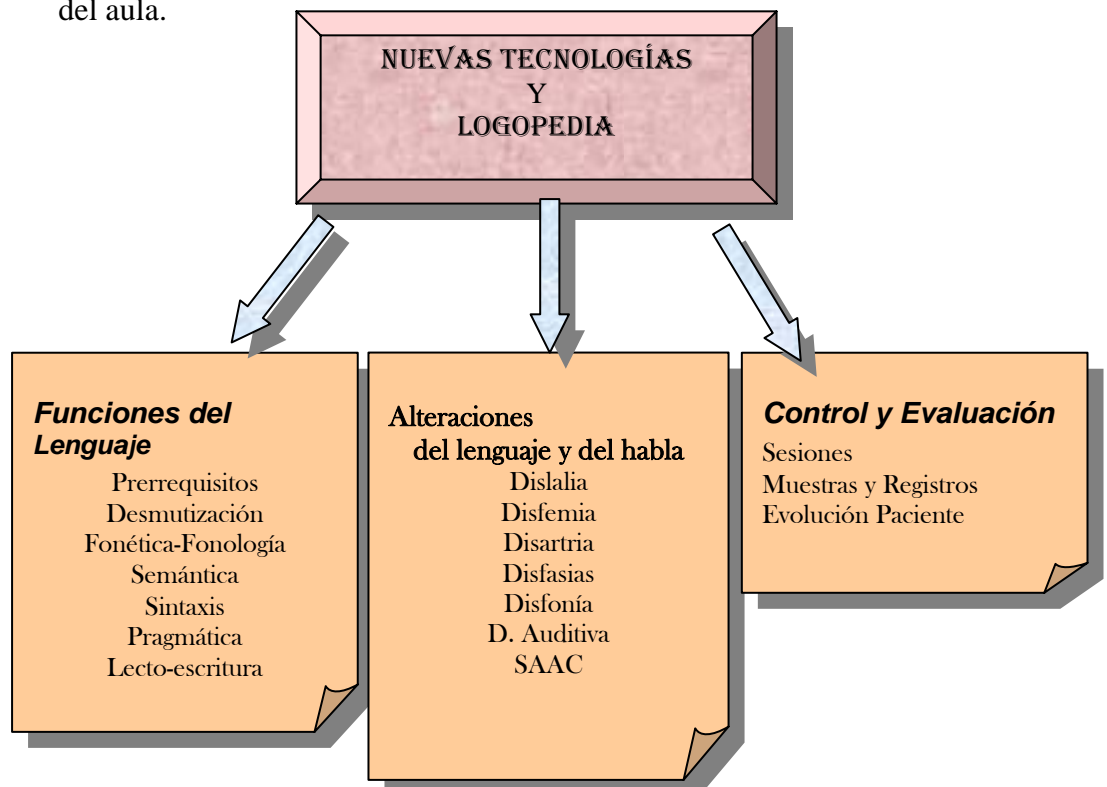 del aula.
NUEVAS TECNOLOGÍAS
Y
LOGOPEDIA
Funciones del
Lenguaje
Prerrequisitos
Desmutización
Fonética-Fonología
Semántica
Sintaxis
Pragmática
Lecto-escritura
Alteraciones
del lenguaje y del habla
Dislalia
Disfemia
Disartria
Disfasias
Disfonía
D. Auditiva
SAAC
Control y Evaluación
Sesiones
Muestras y Registros
Evolución Paciente